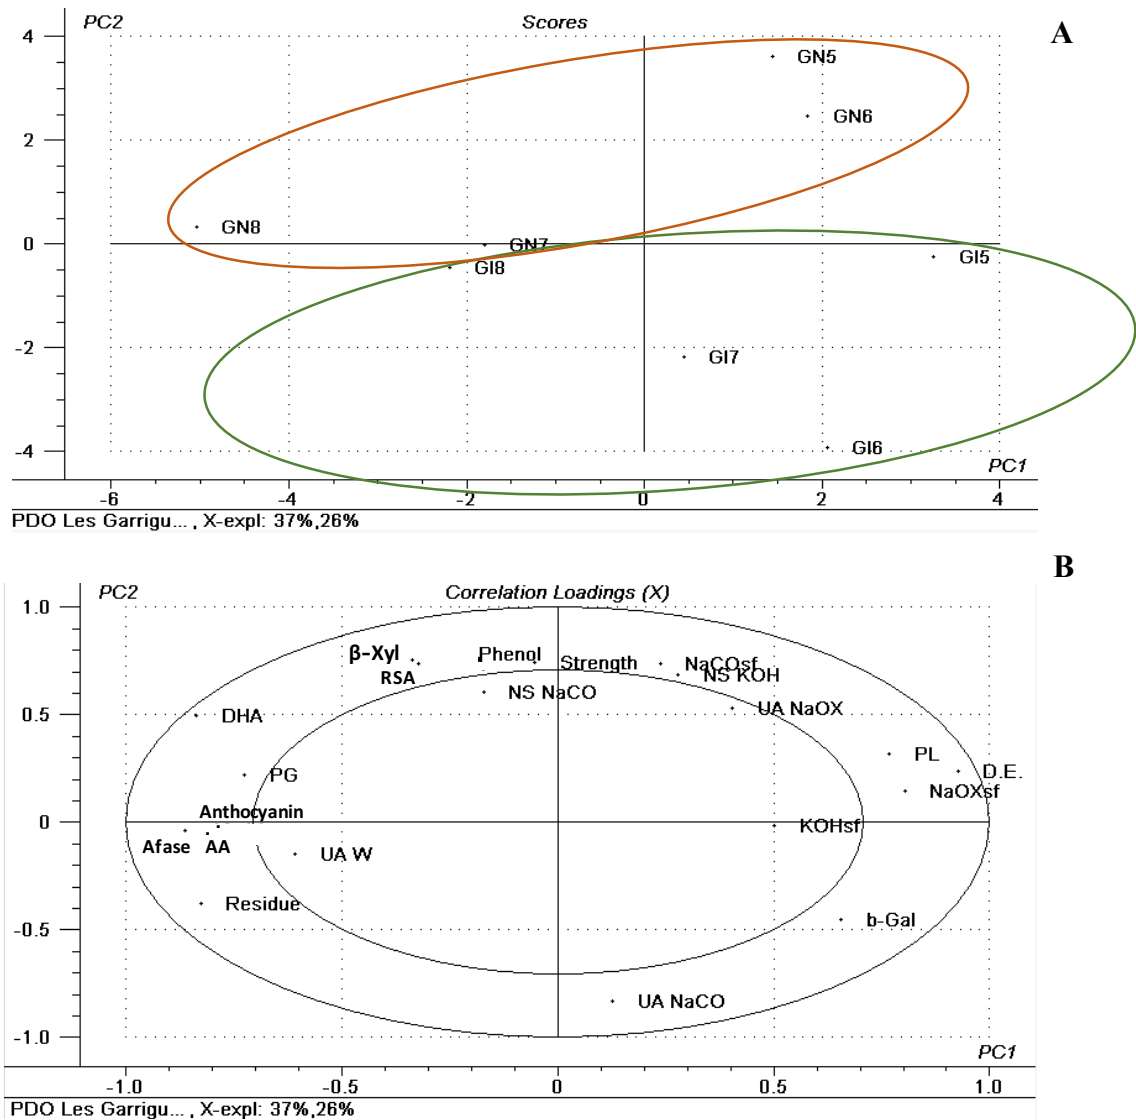 PC2 Scores A
4
GN5
GN6
2
GN8
0
GN7
GI5
GI8
-2
GI7
-4
GI6
PC1
-6 -4 -2 0 2 4
PDO Les Garrigu... , X-expl: 37%,26%
B
PC2 Correlation Loadings (X)
1.0
β-Xyl Phenol Strength NaCOsf
RSA NS KOH
NS NaCO
0.5 DHA UA NaOX
PL
PG D.E.
NaOXsf
Anthocyanin
0 KOHsf
Afase AA
UA W
Residue
b-Gal
-0.5
UA NaCO
-1.0
PC1
-1.0 -0.5 0 0.5 1.0
PDO Les Garrigu... , X-expl: 37%,26%